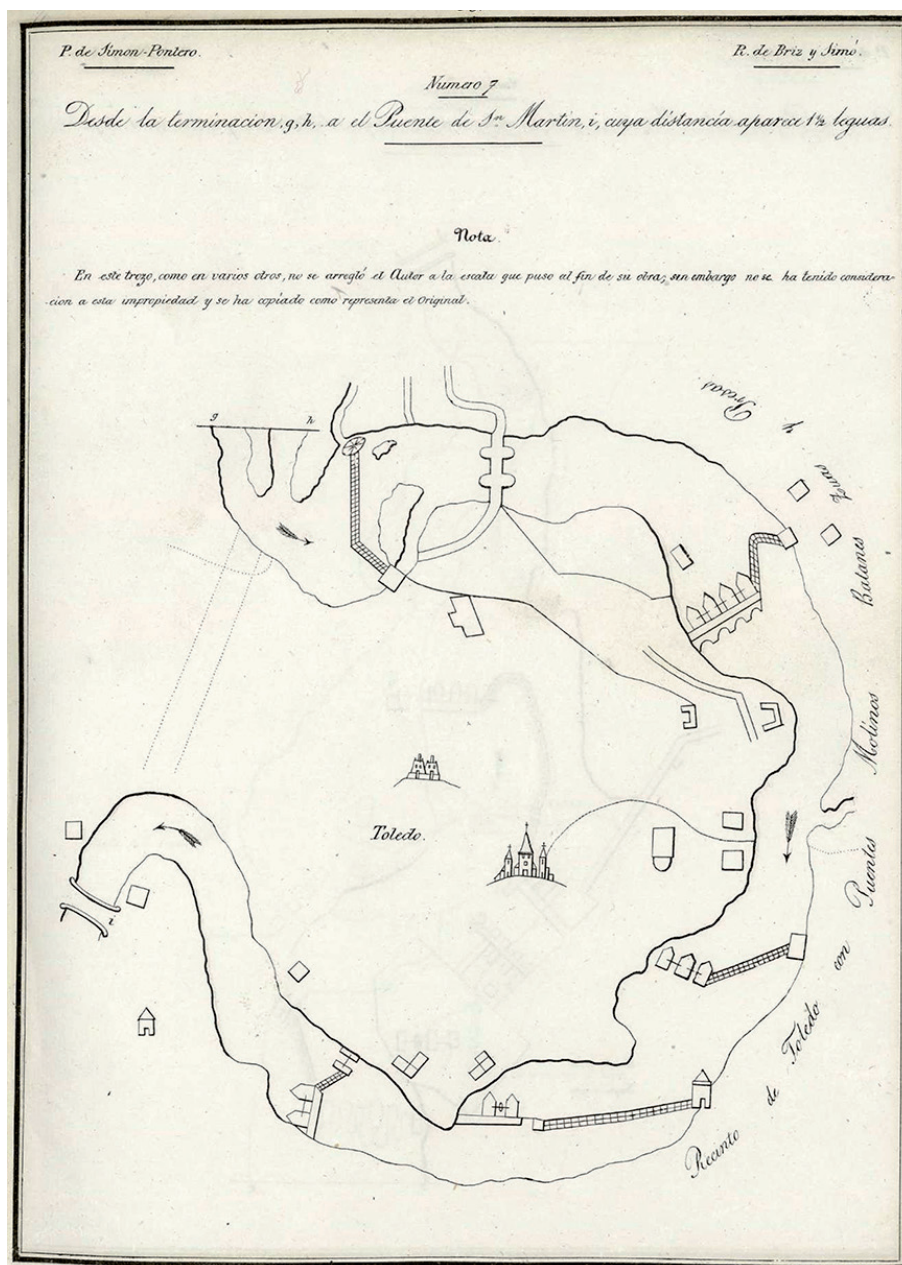 P. de Simon-Pontero.
R. de Briz y Simó.
Numero 7
Desde la terminacion, g, h, a el Puente de Sn. Martin, i, cuya distancia aparece 1½ leguas.
Nota.
En este trozo, como en varios otros, no se arregló el Autor a la escala que puso al fin de su obra; sin embargo no se ha tenido considera-
-cion a esta impropiedad y se ha copiado como representa el Original.
g
h
Toledo.
i
Recinto de Toledo con Puentes Molinos Batanes Zuas y Presas.